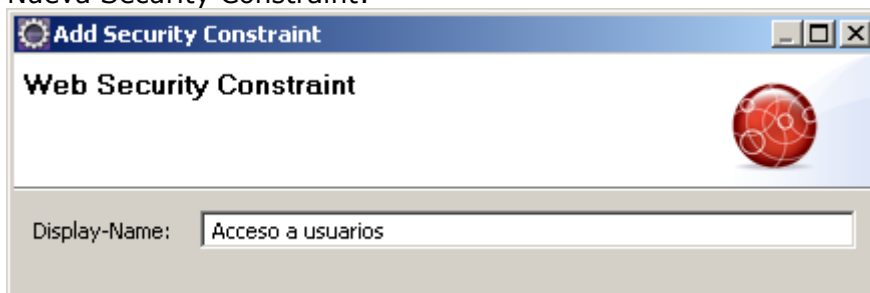 Nueva Security Constraint:
Add Security Constraint
Web Security Constraint
Display-Name: Acceso a usuarios